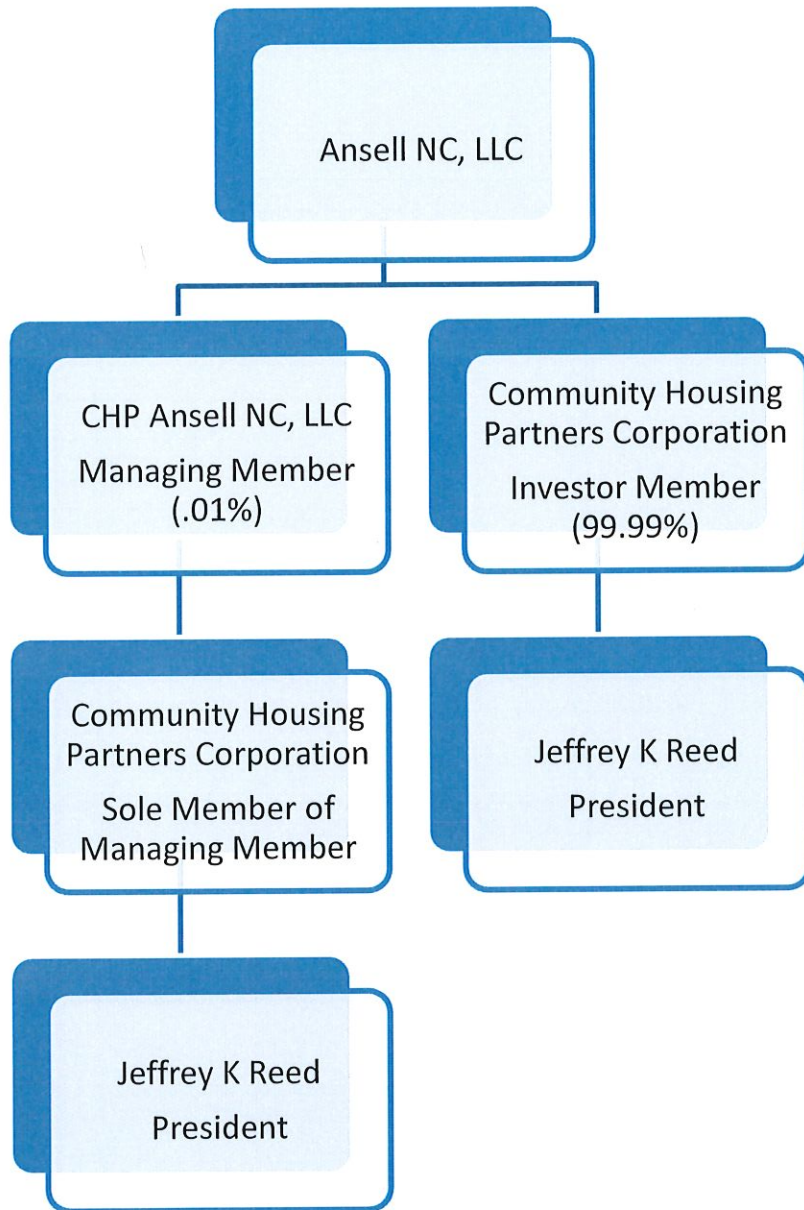 Ansell NC, LLC
CHP Ansell NC, LLC
Managing Member
(.01%)
Community Housing
Partners Corporation
Investor Member
(99.99%)
Community Housing
Partners Corporation
Sole Member of
Managing Member
Jeffrey K Reed
President
Jeffrey K Reed
President